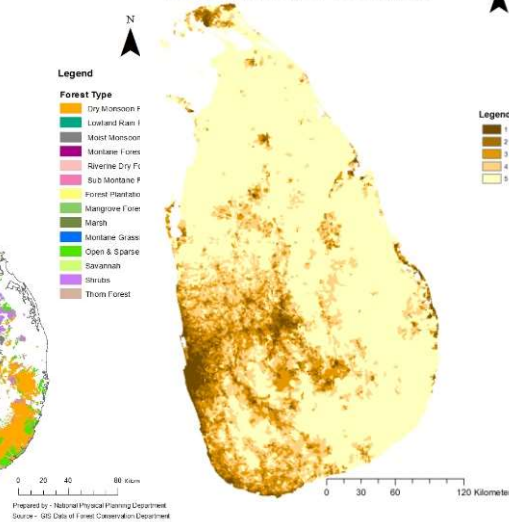 N
Legend
Forest Type
Dry Monsoon F
Lowland Rain F
Moist Monsoon
Montane Fores
Riverine Dry Fo
Sub Montane F
Forest Plantatio
Mangrove Fores
Marsh
Montane Grass
Open & Sparse
Savannah
Shrubs
Thorn Forest
0 20 40 80 Kilom
Prepared by - National Physical Planning Department
Source - GIS Data of Forest Conservation Department
Legend
1
2
3
4
5
0 30 60 120 Kilometer